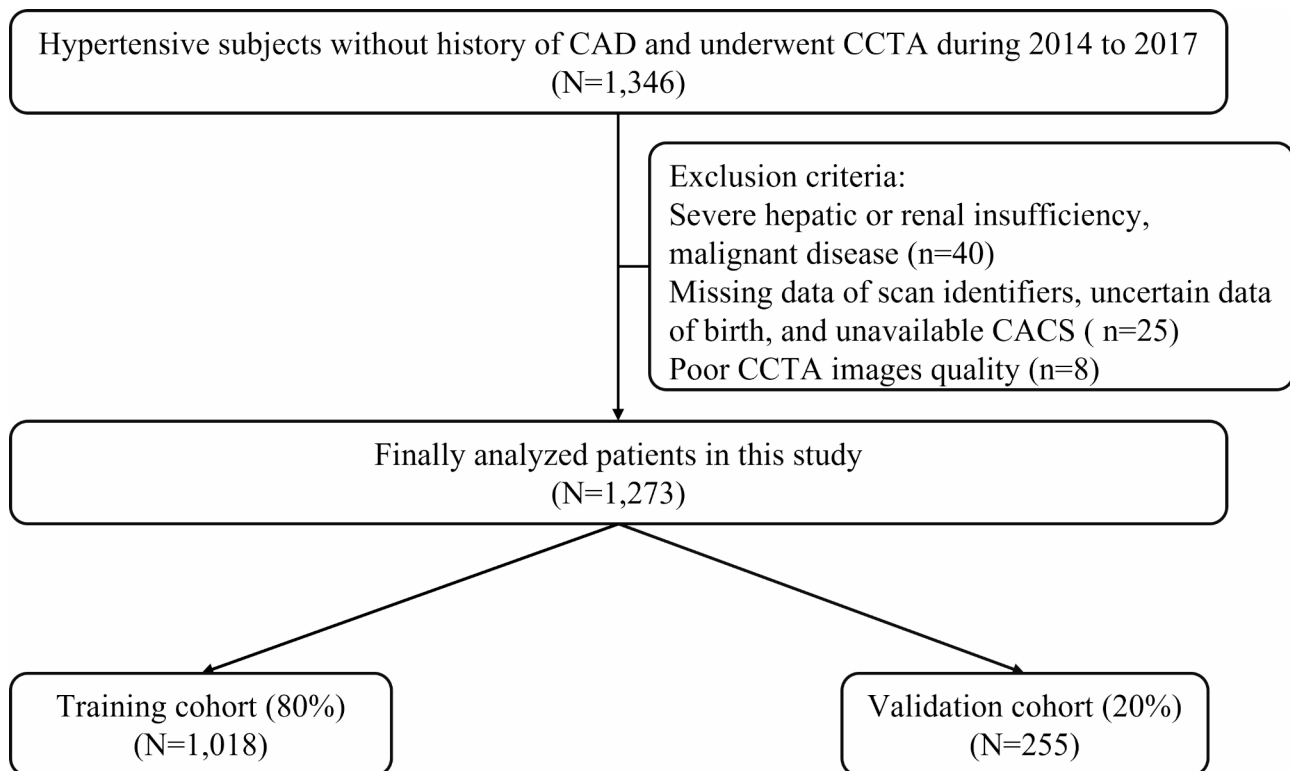 Hypertensive subjects without history of CAD and underwent CCTA during 2014 to 2017
(N=1,346)
Exclusion criteria:
Severe hepatic or renal insufficiency,
malignant disease (n=40)
Missing data of scan identifiers, uncertain data
of birth, and unavailable CACS ( n=25)
Poor CCTA images quality (n=8)
Finally analyzed patients in this study
(N=1,273)
Training cohort (80%)
(N=1,018)
Validation cohort (20%)
(N=255)